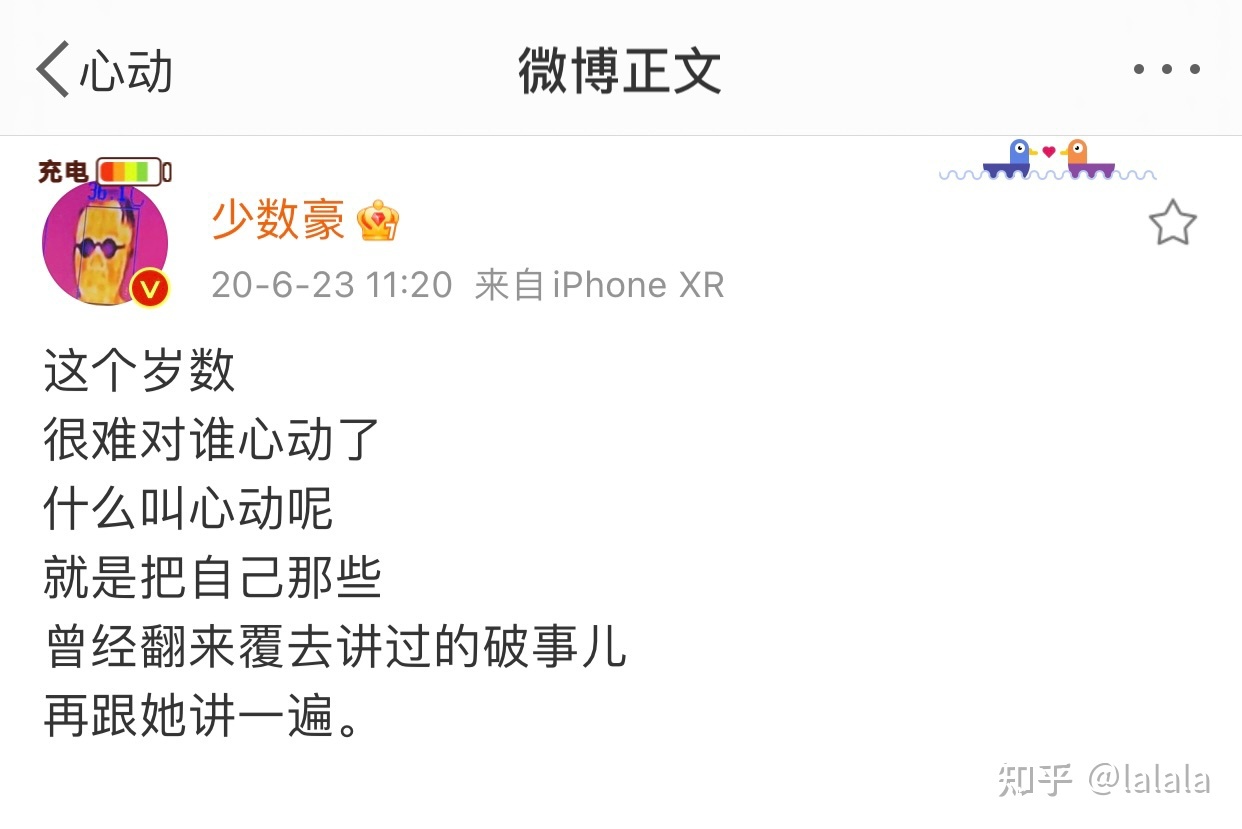 心动
微博正文
充电
36.1℃
少数豪
20-6-23 11:20 来自iPhone XR
这个岁数
很难对谁心动了
什么叫心动呢
就是把自己那些
曾经翻来覆去讲过的破事儿
再跟她讲一遍。
知乎 @lalala